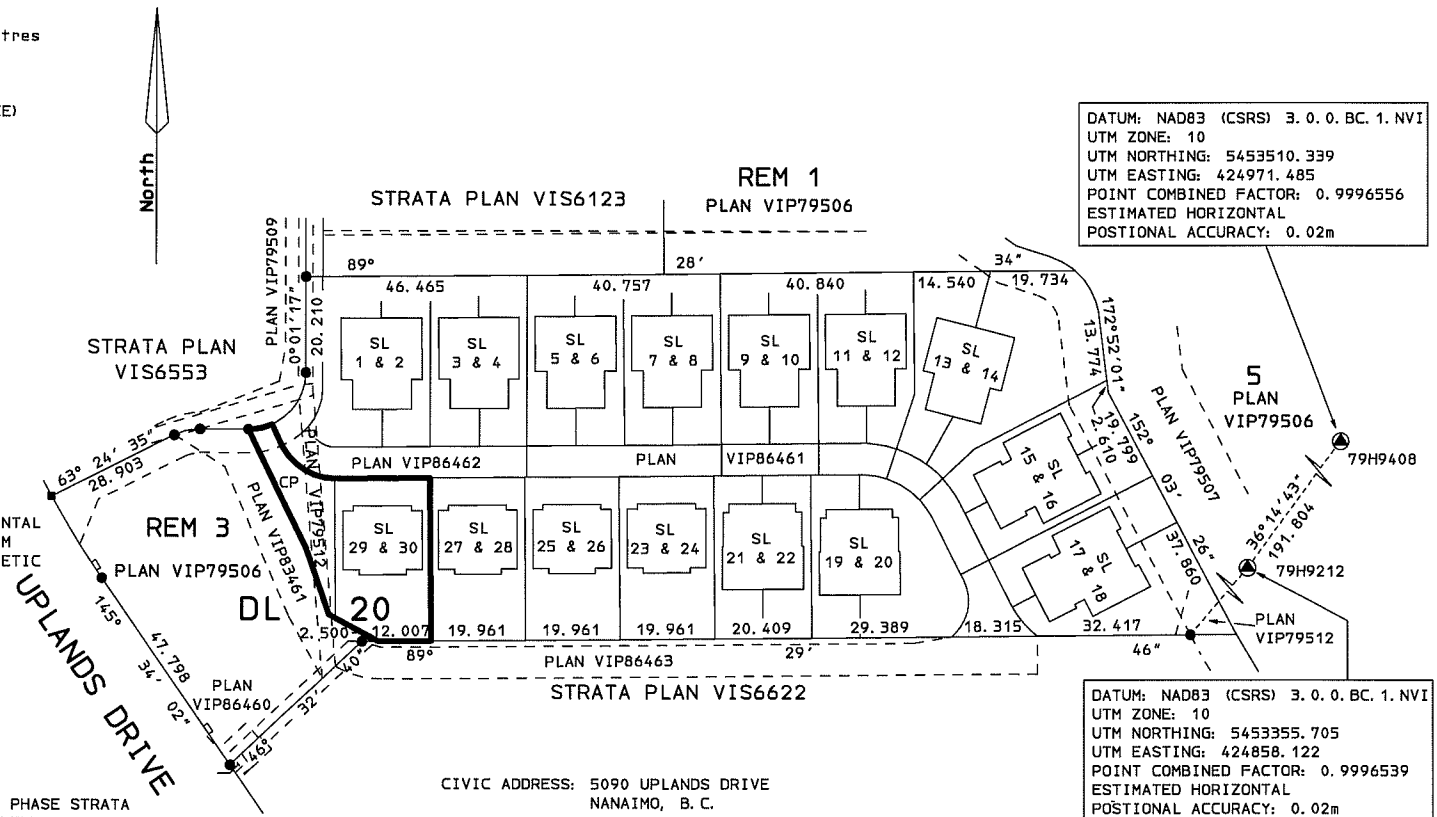 tres
E)
North
STRATA PLAN VIS6123
REM 1
PLAN VIP79506
DATUM: NAD83 (CSRS) 3.0.0.BC.1.NVI
UTM ZONE: 10
UTM NORTHING: 5453510.339
UTM EASTING: 424971.485
POINT COMBINED FACTOR: 0.9996556
ESTIMATED HORIZONTAL
POSTIONAL ACCURACY: 0.02m
PLAN VIP79509
89° 28' 34"
46.465 40.757 40.840 14.540 19.734
0°01'17"
20.210
172°52'01"
13.774
STRATA PLAN
VIS6553
SL
1 & 2
SL
3 & 4
SL
5 & 6
SL
7 & 8
SL
9 & 10
SL
11 & 12
SL
13 & 14
5
PLAN
VIP79506
PLAN VIP79507
79H9408
63° 24' 35"
28.903
PLAN VIP86462
PLAN VIP86461
CP
PLAN VIP79512
2.610
19.799
152° 03' 26"
SL
15 & 16
36°14'43"
191.804
79H9212
NTAL
M
ETIC
REM 3
PLAN VIP79506
PLAN VIP83461
SL
29 & 30
SL
27 & 28
SL
25 & 26
SL
23 & 24
SL
21 & 22
SL
19 & 20
SL
17 & 18
37.860
UPLANDS DRIVE
DL 20
145° 34' 02"
47.798
2.500 12.007 19.961 19.961 19.961 20.409 29.389 18.315 32.417
89° 29' 46"
PLAN VIP86463
PLAN
VIP79512
PLAN
VIP86460
46° 32' 40"
STRATA PLAN VIS6622
DATUM: NAD83 (CSRS) 3.0.0.BC.1.NVI
UTM ZONE: 10
UTM NORTHING: 5453355.705
UTM EASTING: 424858.122
POINT COMBINED FACTOR: 0.9996539
ESTIMATED HORIZONTAL
POSTIONAL ACCURACY: 0.02m
CIVIC ADDRESS: 5090 UPLANDS DRIVE
NANAIMO, B.C.
PHASE STRATA